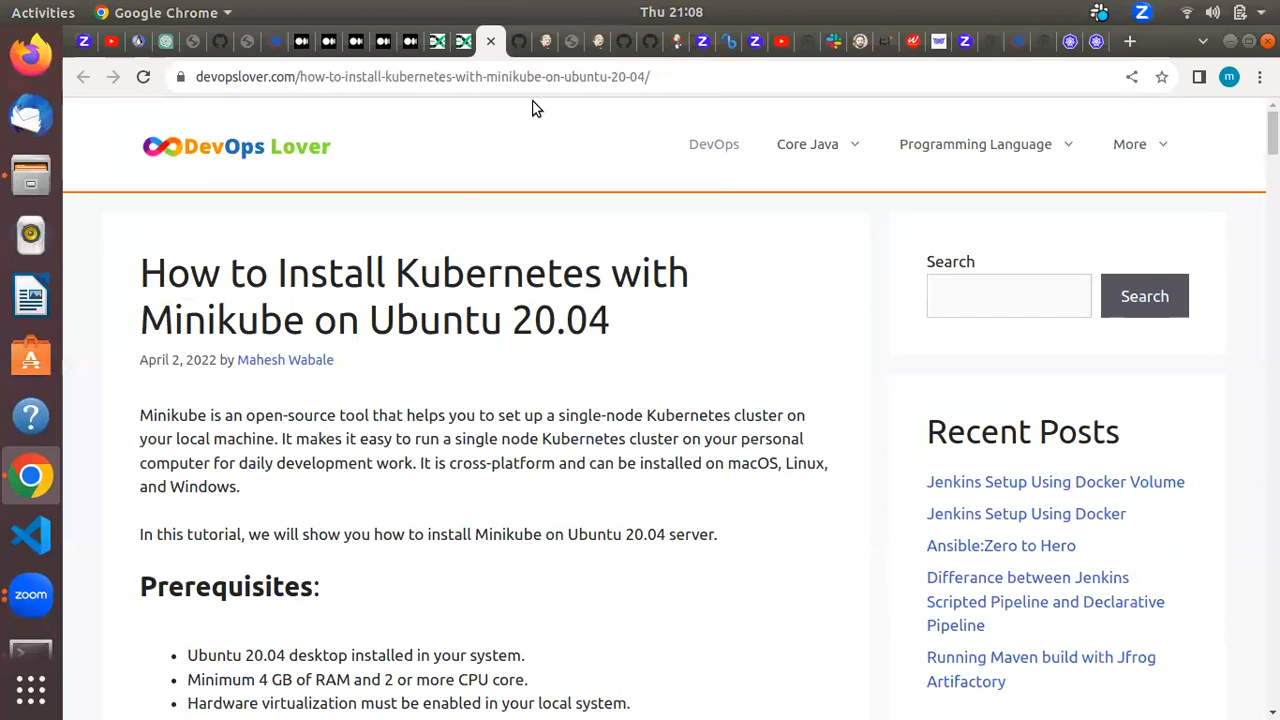 Activities
Google Chrome
Thu 21:08
devopslover.com/how-to-install-kubernetes-with-minikube-on-ubuntu-20-04/
m
DevOps Lover
DevOps
Core Java
Programming Language
More
How to Install Kubernetes with
Minikube on Ubuntu 20.04
April 2, 2022 by Mahesh Wabale
Minikube is an open-source tool that helps you to set up a single-node Kubernetes cluster on
your local machine. It makes it easy to run a single node Kubernetes cluster on your personal
computer for daily development work. It is cross-platform and can be installed on macOS, Linux,
and Windows.
In this tutorial, we will show you how to install Minikube on Ubuntu 20.04 server.
Prerequisites:
• Ubuntu 20.04 desktop installed in your system.
• Minimum 4 GB of RAM and 2 or more CPU core.
• Hardware virtualization must be enabled in your local system.
Search
Search
Recent Posts
Jenkins Setup Using Docker Volume
Jenkins Setup Using Docker
Ansible:Zero to Hero
Differance between Jenkins
Scripted Pipeline and Declarative
Pipeline
Running Maven build with Jfrog
Artifactory
zoom